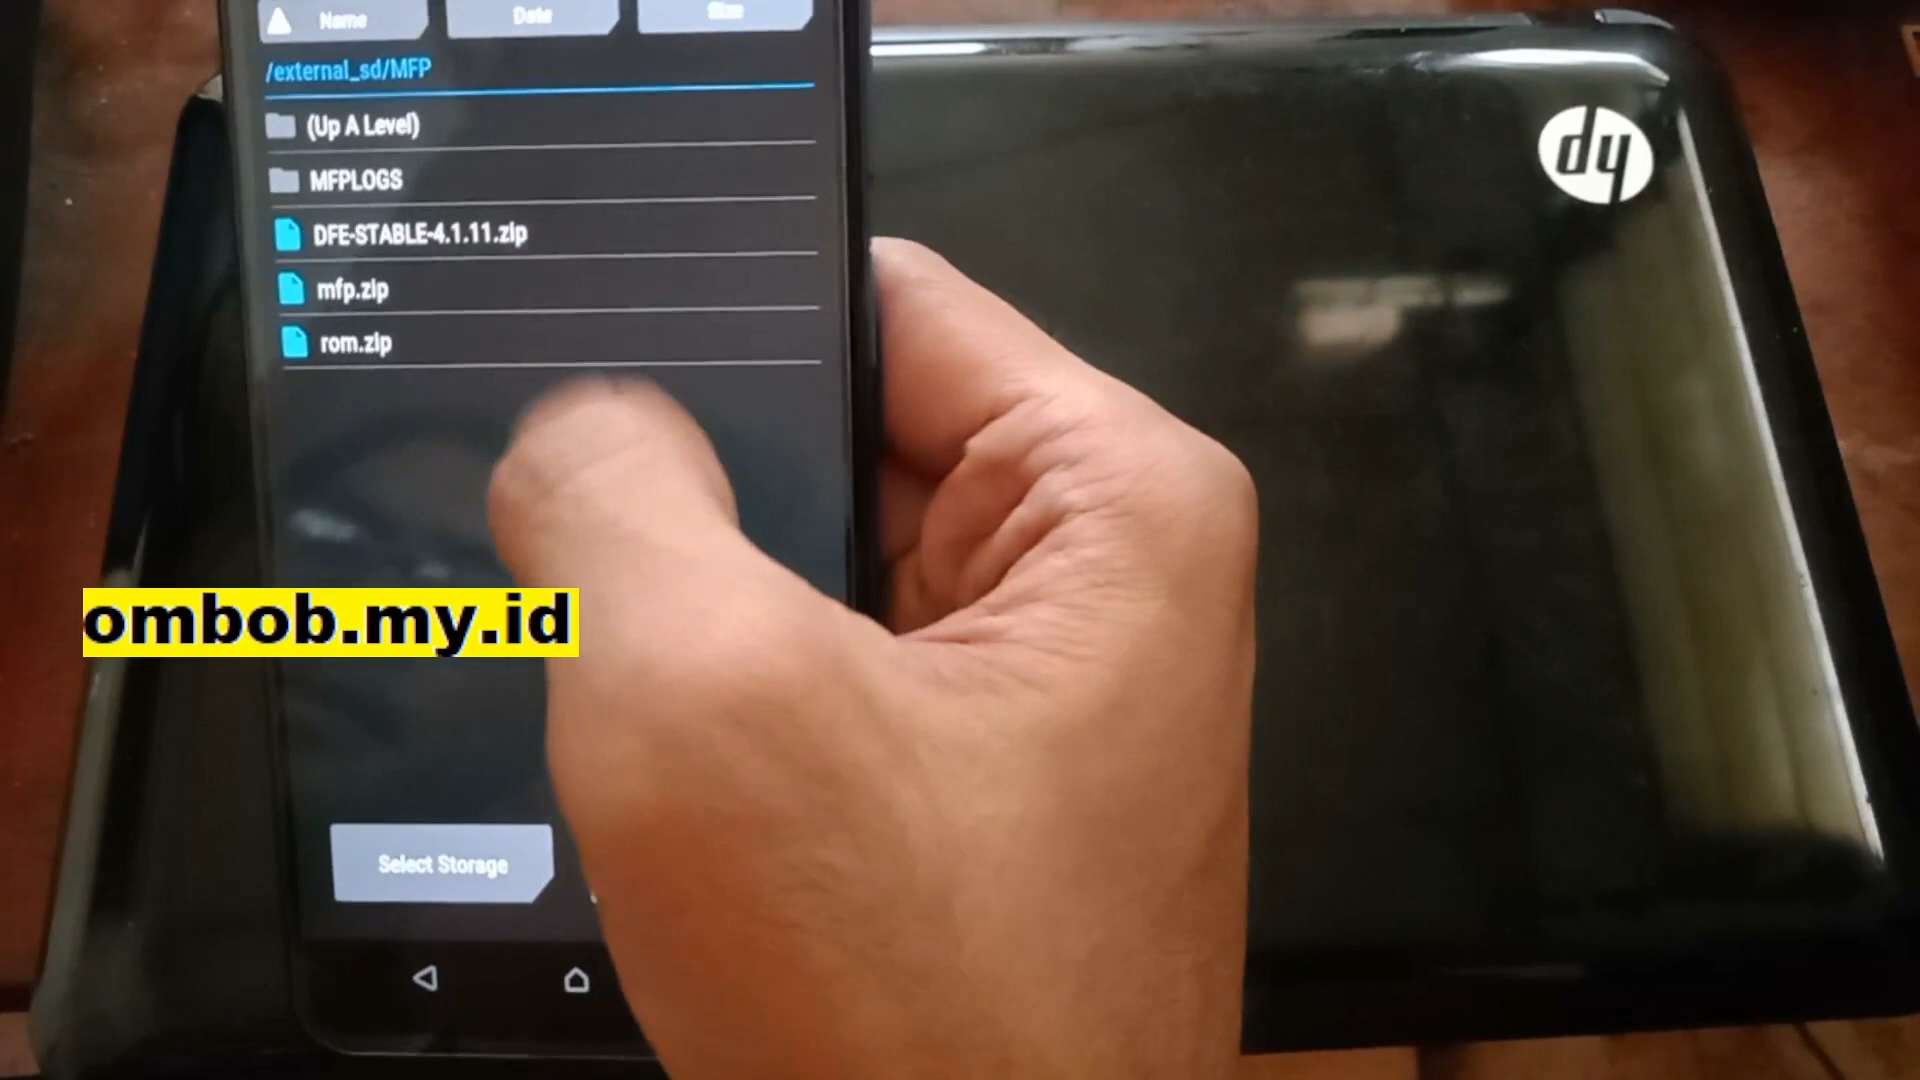 Name
Date
Size
/external_sd/MFP
(Up A Level)
MFPLOGS
DFE-STABLE-4.1.11.zip
mfp.zip
rom.zip
ombob.my.id
Select Storage
hp